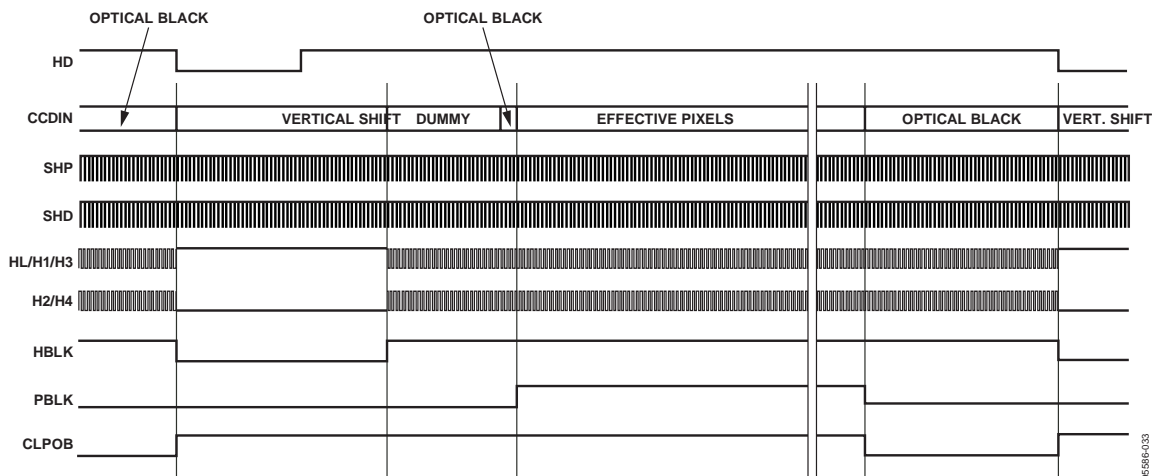 OPTICAL BLACK
OPTICAL BLACK
HD
CCDIN
VERTICAL SHIFT
DUMMY
EFFECTIVE PIXELS
OPTICAL BLACK
VERT. SHIFT
SHP
SHD
HL/H1/H3
H2/H4
HBLK
PBLK
CLPOB
05586-033